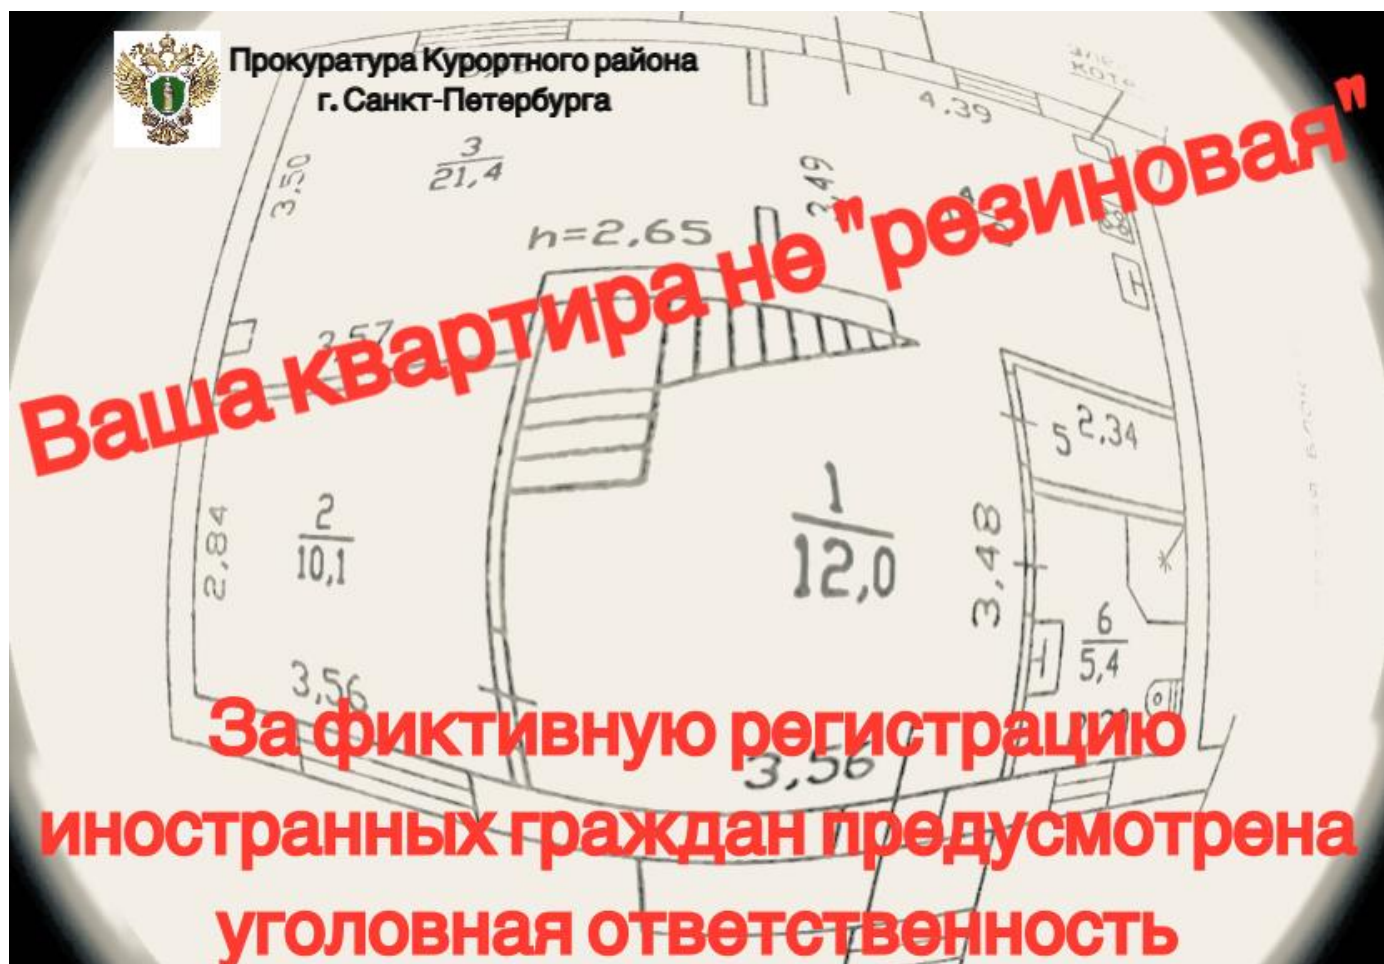 Прокуратура Курортного района
г. Санкт-Петербурга
4.39
3
21,4
3,50
h=2,65
Ваша квартира не "резиновая"
3,57
5 2,34
2
10,1
2,84
1
12,0
3,48
6
5,4
3,56
За фиктивную регистрацию
3,56
иностранных граждан предусмотрена
уголовная ответственность